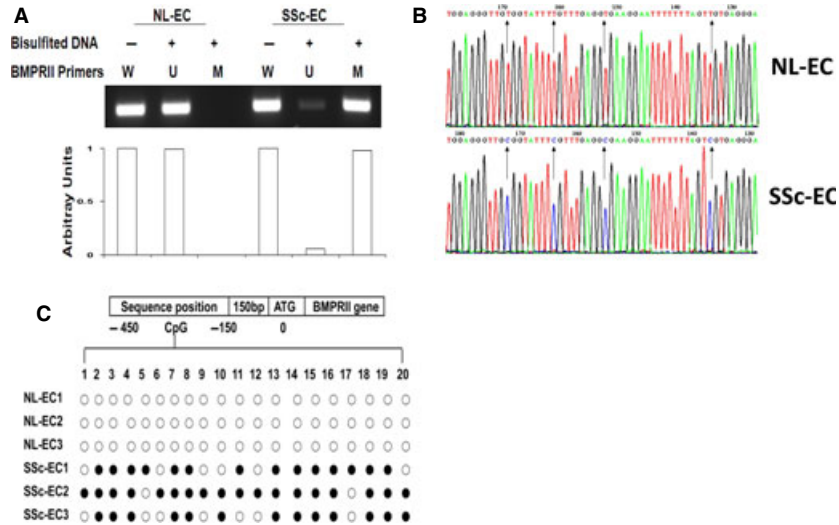 A
NL-EC SSc-EC
Bisulfited DNA – + + – + +
BMPRII Primers W U M W U M
Arbitray Units
1
0.5
0
B
NL-EC
SSc-EC
C
Sequence position 150bp ATG BMPRII gene
– 450 CpG –150 0
1 2 3 4 5 6 7 8 9 10 11 12 13 14 15 16 17 18 19 20
NL-EC1
NL-EC2
NL-EC3
SSc-EC1
SSc-EC2
SSc-EC3